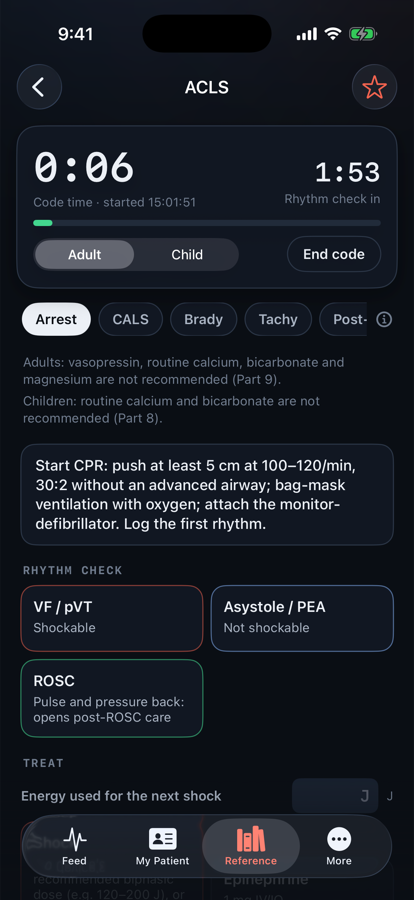 9:41
ACLS
0:06
1:53
Code time · started 15:01:51
Rhythm check in
Adult
Child
End code
Arrest
CALS
Brady
Tachy
Post-
Adults: vasopressin, routine calcium, bicarbonate and
magnesium are not recommended (Part 9).
Children: routine calcium and bicarbonate are not
recommended (Part 8).
Start CPR: push at least 5 cm at 100–120/min,
30:2 without an advanced airway; bag-mask
ventilation with oxygen; attach the monitor-
defibrillator. Log the first rhythm.
RHYTHM CHECK
VF / pVT
Shockable
Asystole / PEA
Not shockable
ROSC
Pulse and pressure back:
opens post-ROSC care
TREAT
Energy used for the next shock
J
J
Shock
Feed
My Patient
Reference
More
recommended biphasic
dose (e.g. 120–200 J), or
Epinephrine